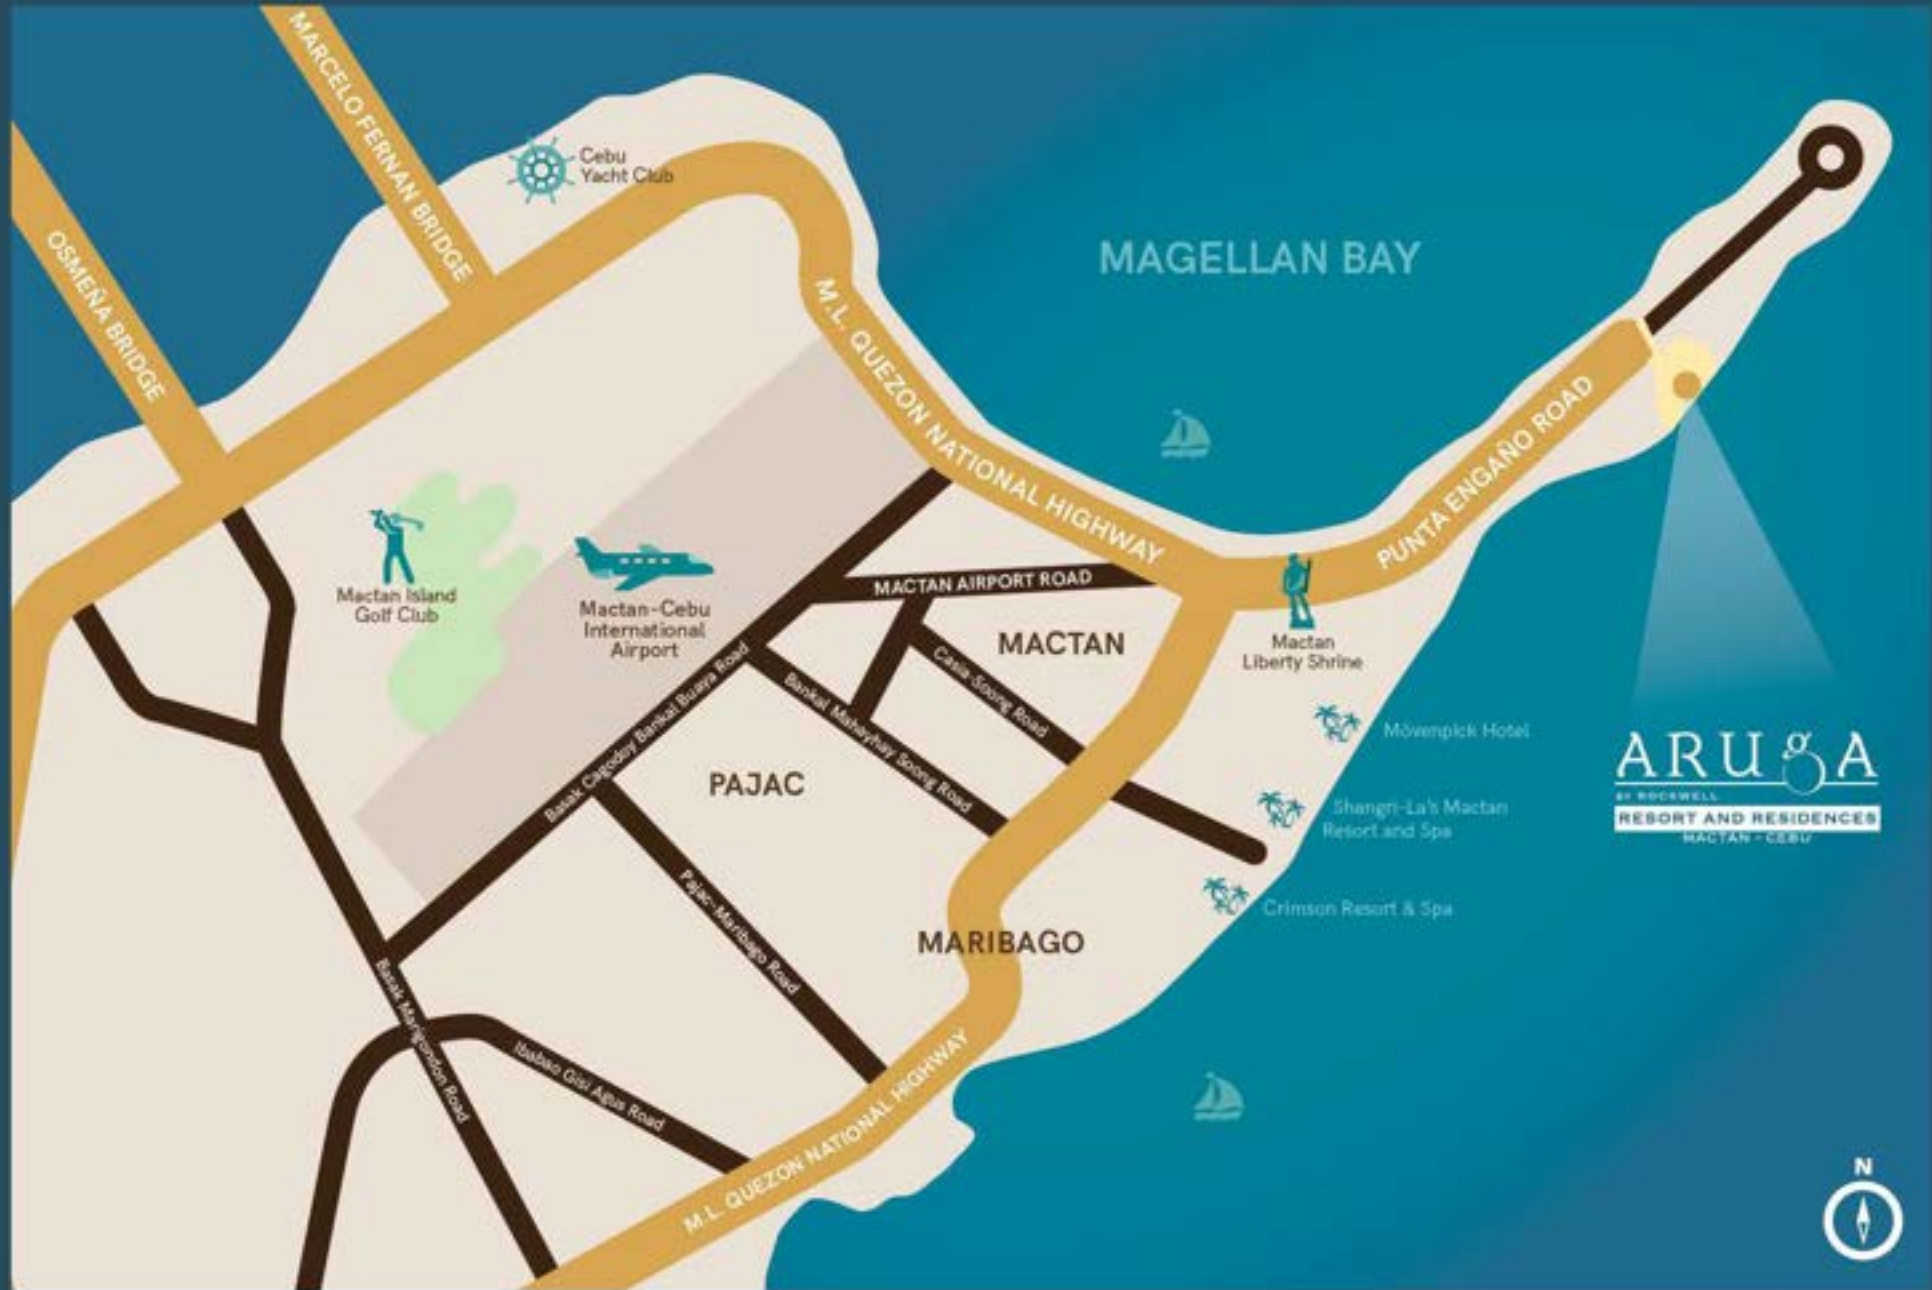 MARCELO FERNAN BRIDGE
OSMEÑA BRIDGE
Cebu
Yacht Club
MAGELLAN BAY
M.L. QUEZON NATIONAL HIGHWAY
PUNTA ENGAÑO ROAD
Mactan Island
Golf Club
Mactan-Cebu
International
Airport
MACTAN AIRPORT ROAD
MACTAN
Mactan
Liberty Shrine
Casia-Soong Road
Bankal Mahayhay Soong Road
Basak Cagodoy Bankal Buaya Road
PAJAC
Mövenpick Hotel
Shangri-La's Mactan
Resort and Spa
Crimson Resort & Spa
ARUgA
BY ROCKWELL
RESORT AND RESIDENCES
MACTAN - CEBU
Pajac-Maribago Road
MARIBAGO
Basak Marigondon Road
Ibabao Gisi Agus Road
M.L. QUEZON NATIONAL HIGHWAY
N